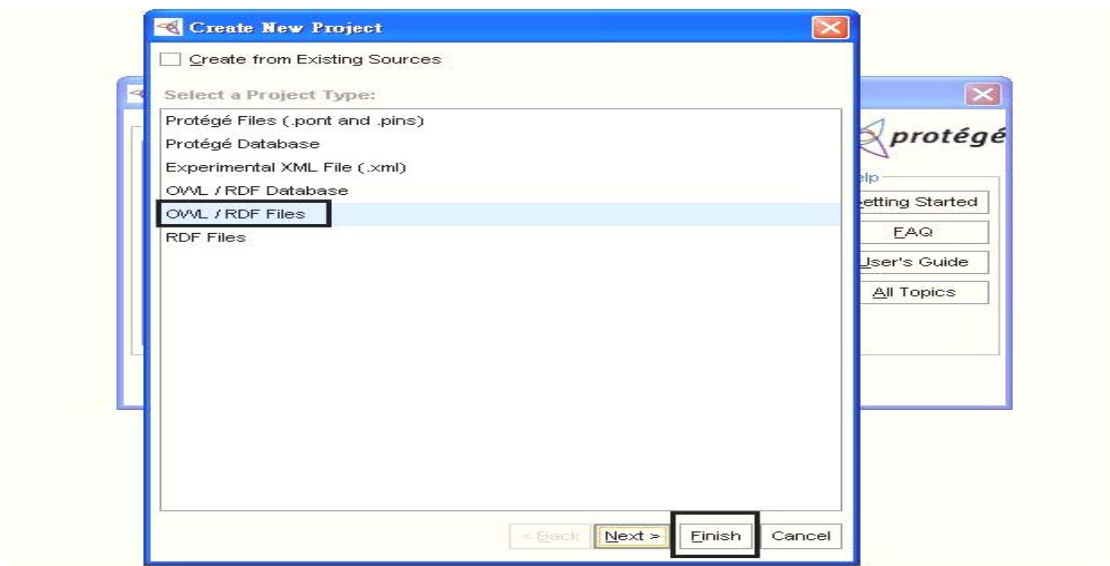 Create New Project
Create from Existing Sources
Select a Project Type:
Protégé Files (.pont and .pins)
Protégé Database
Experimental XML File (.xml)
OWL / RDF Database
OWL / RDF Files
RDF Files
< Back Next > Finish Cancel
protégé
elp
etting Started
FAQ
User's Guide
All Topics